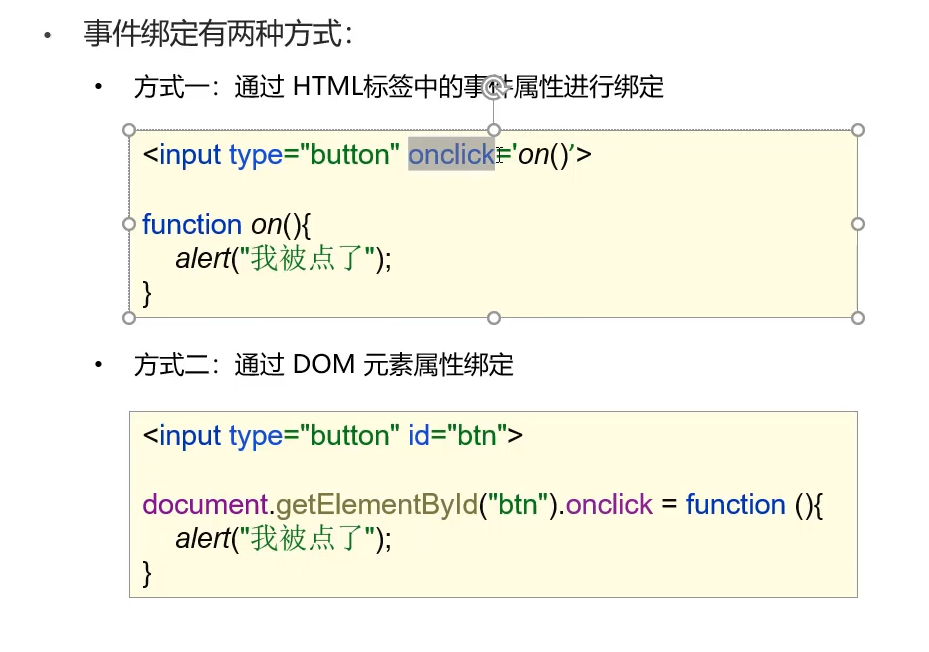 • 事件绑定有两种方式：
• 方式一：通过 HTML标签中的事件属性进行绑定
<input type="button" onclick='on()’>
function on(){
alert("我被点了");
}
• 方式二：通过 DOM 元素属性绑定
<input type="button" id="btn">
document.getElementById("btn").onclick = function (){
alert("我被点了");
}